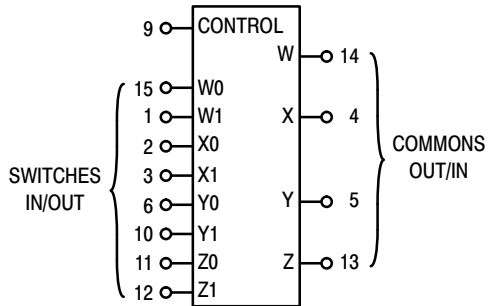 9 CONTROL
W 14
15 W0
1 W1
X 4
2 X0
COMMONS
OUT/IN
SWITCHES
IN/OUT
3 X1
6 Y0
Y 5
10 Y1
11 Z0
Z 13
12 Z1